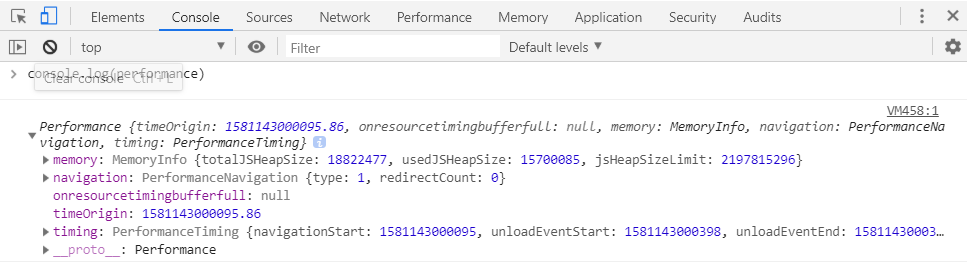 Elements Console Sources Network Performance Memory Application Security Audits
top Filter Default levels
console.log(performance)
Clear console Ctrl + L
VM458:1
Performance {timeOrigin: 1581143000095.86, onresourcetimingbufferfull: null, memory: MemoryInfo, navigation: PerformanceNa
vigation, timing: PerformanceTiming}
memory: MemoryInfo {totalJSHeapSize: 18822477, usedJSHeapSize: 15700085, jsHeapSizeLimit: 2197815296}
navigation: PerformanceNavigation {type: 1, redirectCount: 0}
onresourcetimingbufferfull: null
timeOrigin: 1581143000095.86
timing: PerformanceTiming {navigationStart: 1581143000095, unloadEventStart: 1581143000398, unloadEventEnd: 15811430003…
__proto__: Performance